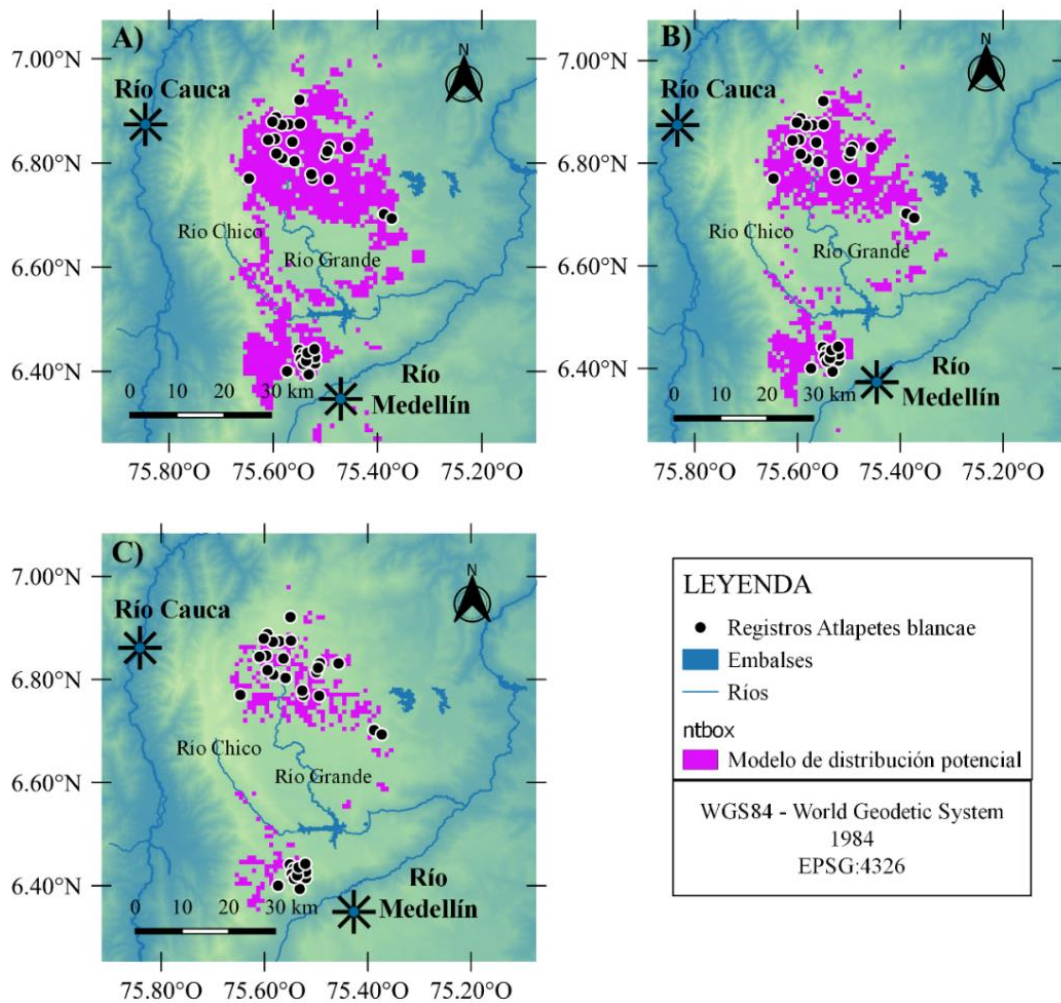 A)
N
7.00°N
Río Cauca
6.80°N
Río Chico
Río Grande
6.60°N
6.40°N
0 10 20 30 km
Río
Medellín
75.80°O 75.60°O 75.40°O 75.20°O
B)
N
7.00°N
Río Cauca
6.80°N
Río Chico
Río Grande
6.60°N
6.40°N
0 10 20 30 km
Río
Medellín
75.80°O 75.60°O 75.40°O 75.20°O
C)
N
7.00°N
Río Cauca
6.80°N
Río Chico
Río Grande
6.60°N
6.40°N
0 10 20 30 km
Río
Medellín
75.80°O 75.60°O 75.40°O 75.20°O
LEYENDA
Registros Atlapetes blancae
Embalses
Ríos
ntbox
Modelo de distribución potencial
WGS84 - World Geodetic System
1984
EPSG:4326